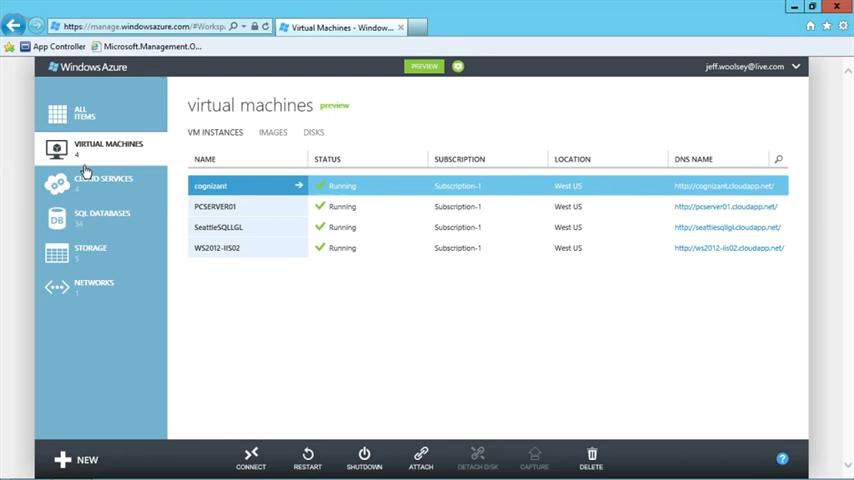 https://manage.windowsazure.com/#Worksp
Virtual Machines - Window...
App Controller
Microsoft.Management.O...
Windows Azure
PREVIEW
jeff.woolsey@live.com
ALL ITEMS
VIRTUAL MACHINES
4
CLOUD SERVICES
4
SQL DATABASES
34
STORAGE
5
NETWORKS
1
virtual machines preview
VM INSTANCES IMAGES DISKS
NAME STATUS SUBSCRIPTION LOCATION DNS NAME
cognizant Running Subscription-1 West US http://cognizant.cloudapp.net/
PCSERVER01 Running Subscription-1 West US http://pcserver01.cloudapp.net/
SeattleSQLLGL Running Subscription-1 West US http://seattlesqllgl.cloudapp.net/
WS2012-IIS02 Running Subscription-1 West US http://ws2012-iis02.cloudapp.net/
NEW
CONNECT RESTART SHUTDOWN ATTACH DETACH DISK CAPTURE DELETE
?